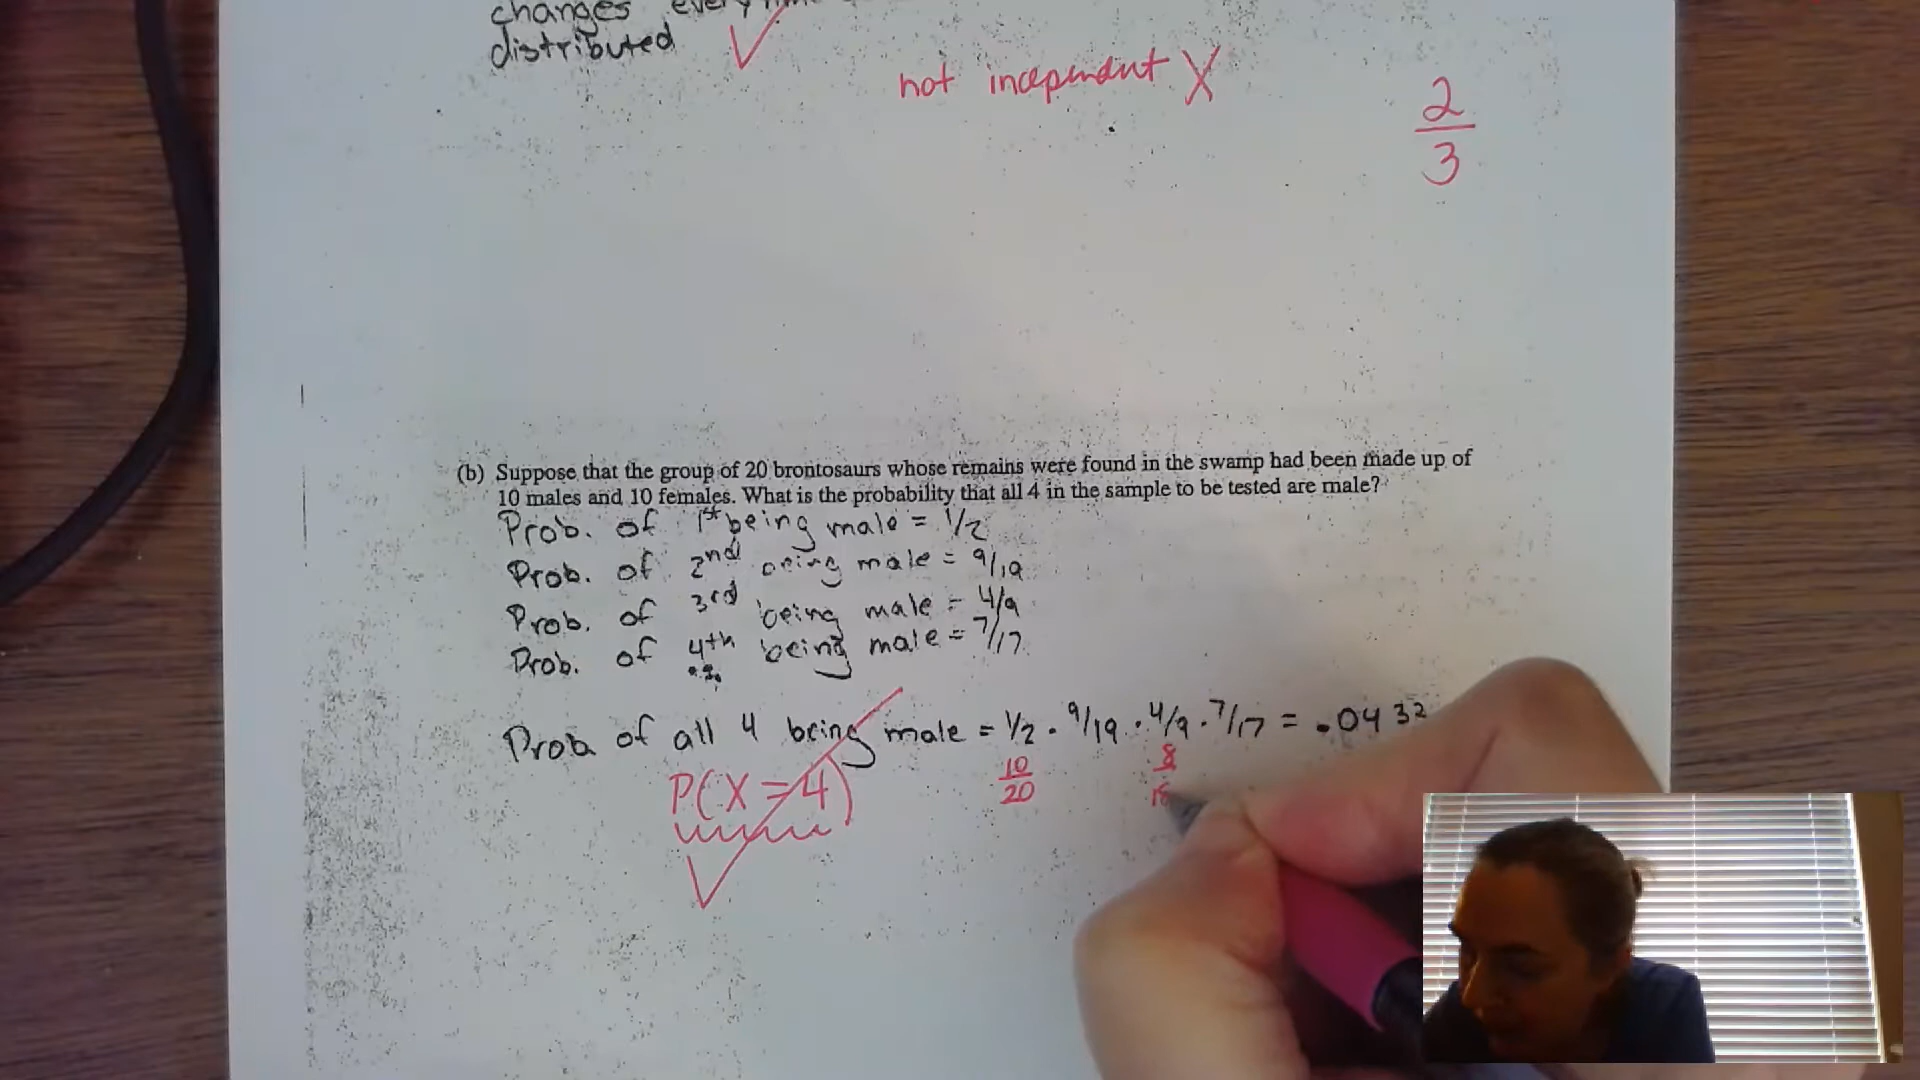 changes every
distributed
not incependent X
2
3
(b) Suppose that the group of 20 brontosaurs whose remains were found in the swamp had been made up of
10 males and 10 females. What is the probability that all 4 in the sample to be tested are male?
Prob. of 1st being male = 1/2
Prob. of 2nd being male = 9/19
Prob. of 3rd being male = 4/9
Prob. of 4th being male = 7/17
Prob of all 4 being male = 1/2 · 9/19 · 4/9 · 7/17 = .0432
10
20
8
18
P(X = 4)